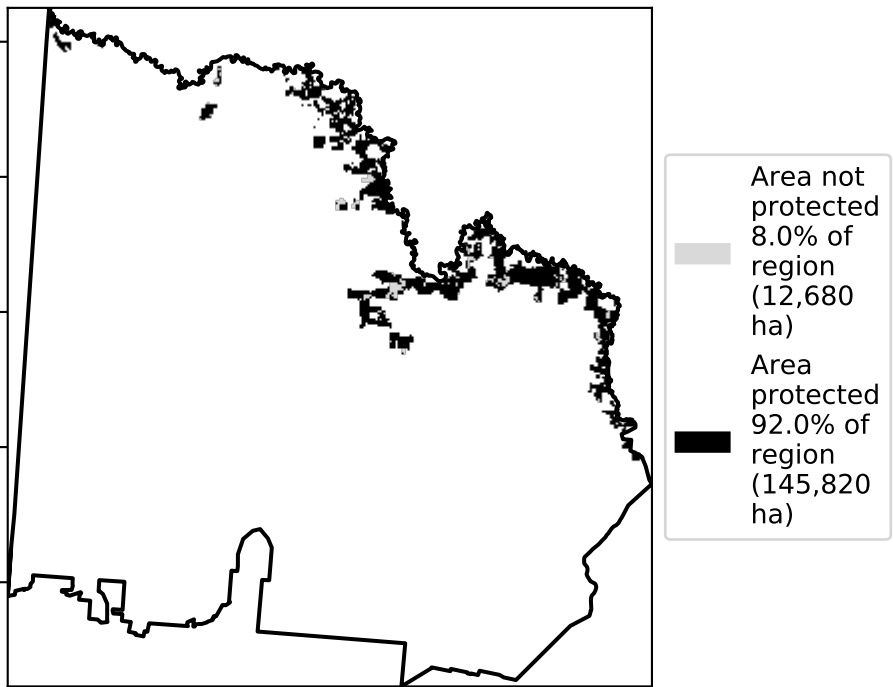 Area not
protected
8.0% of
region
(12,680
ha)
Area
protected
92.0% of
region
(145,820
ha)